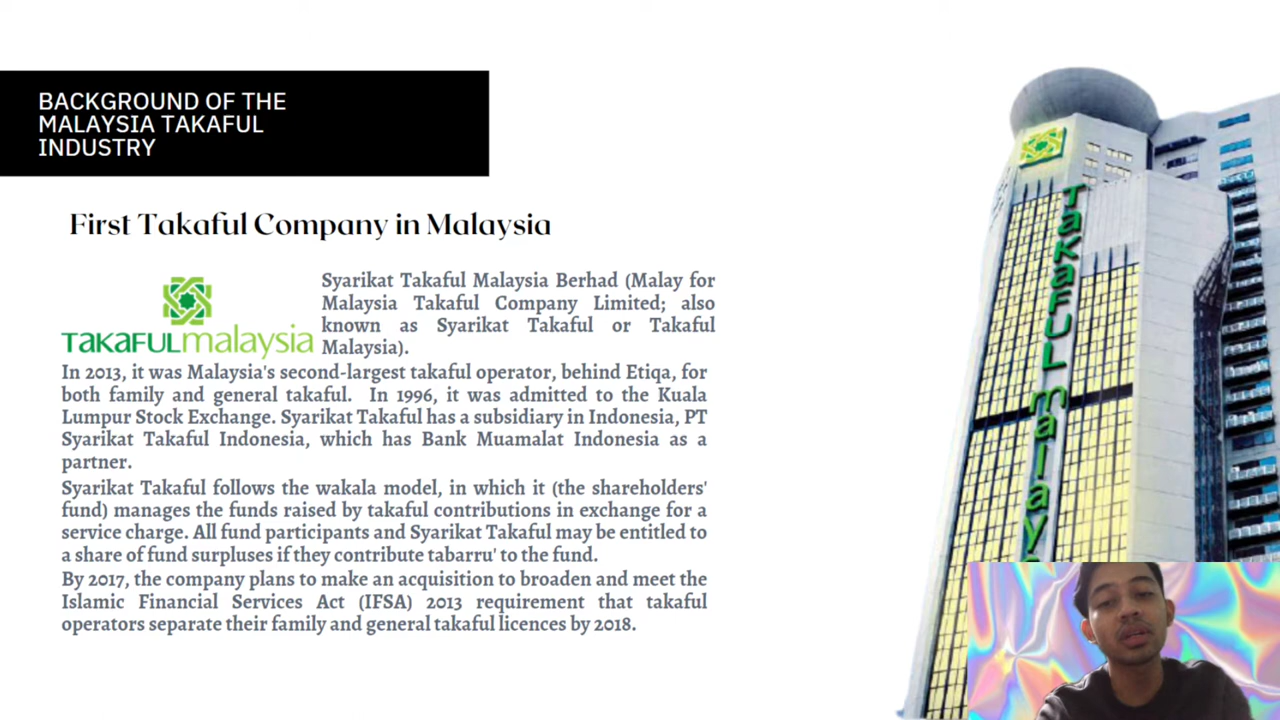 BACKGROUND OF THE
MALAYSIA TAKAFUL
INDUSTRY
First Takaful Company in Malaysia
TAKAFULmalaysia
Syarikat Takaful Malaysia Berhad (Malay for
Malaysia Takaful Company Limited; also
known as Syarikat Takaful or Takaful
Malaysia).
In 2013, it was Malaysia's second-largest takaful operator, behind Etiqa, for
both family and general takaful. In 1996, it was admitted to the Kuala
Lumpur Stock Exchange. Syarikat Takaful has a subsidiary in Indonesia, PT
Syarikat Takaful Indonesia, which has Bank Muamalat Indonesia as a
partner.
Syarikat Takaful follows the wakala model, in which it (the shareholders'
fund) manages the funds raised by takaful contributions in exchange for a
service charge. All fund participants and Syarikat Takaful may be entitled to
a share of fund surpluses if they contribute tabarru' to the fund.
By 2017, the company plans to make an acquisition to broaden and meet the
Islamic Financial Services Act (IFSA) 2013 requirement that takaful
operators separate their family and general takaful licences by 2018.
TakafuL malay